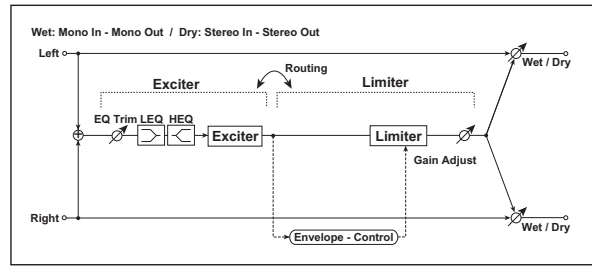 Wet: Mono In - Mono Out / Dry: Stereo In - Stereo Out
Left
Wet / Dry
Routing
Exciter
Limiter
EQ Trim LEQ HEQ
Exciter
Limiter
Gain Adjust
Right
Wet / Dry
Envelope - Control